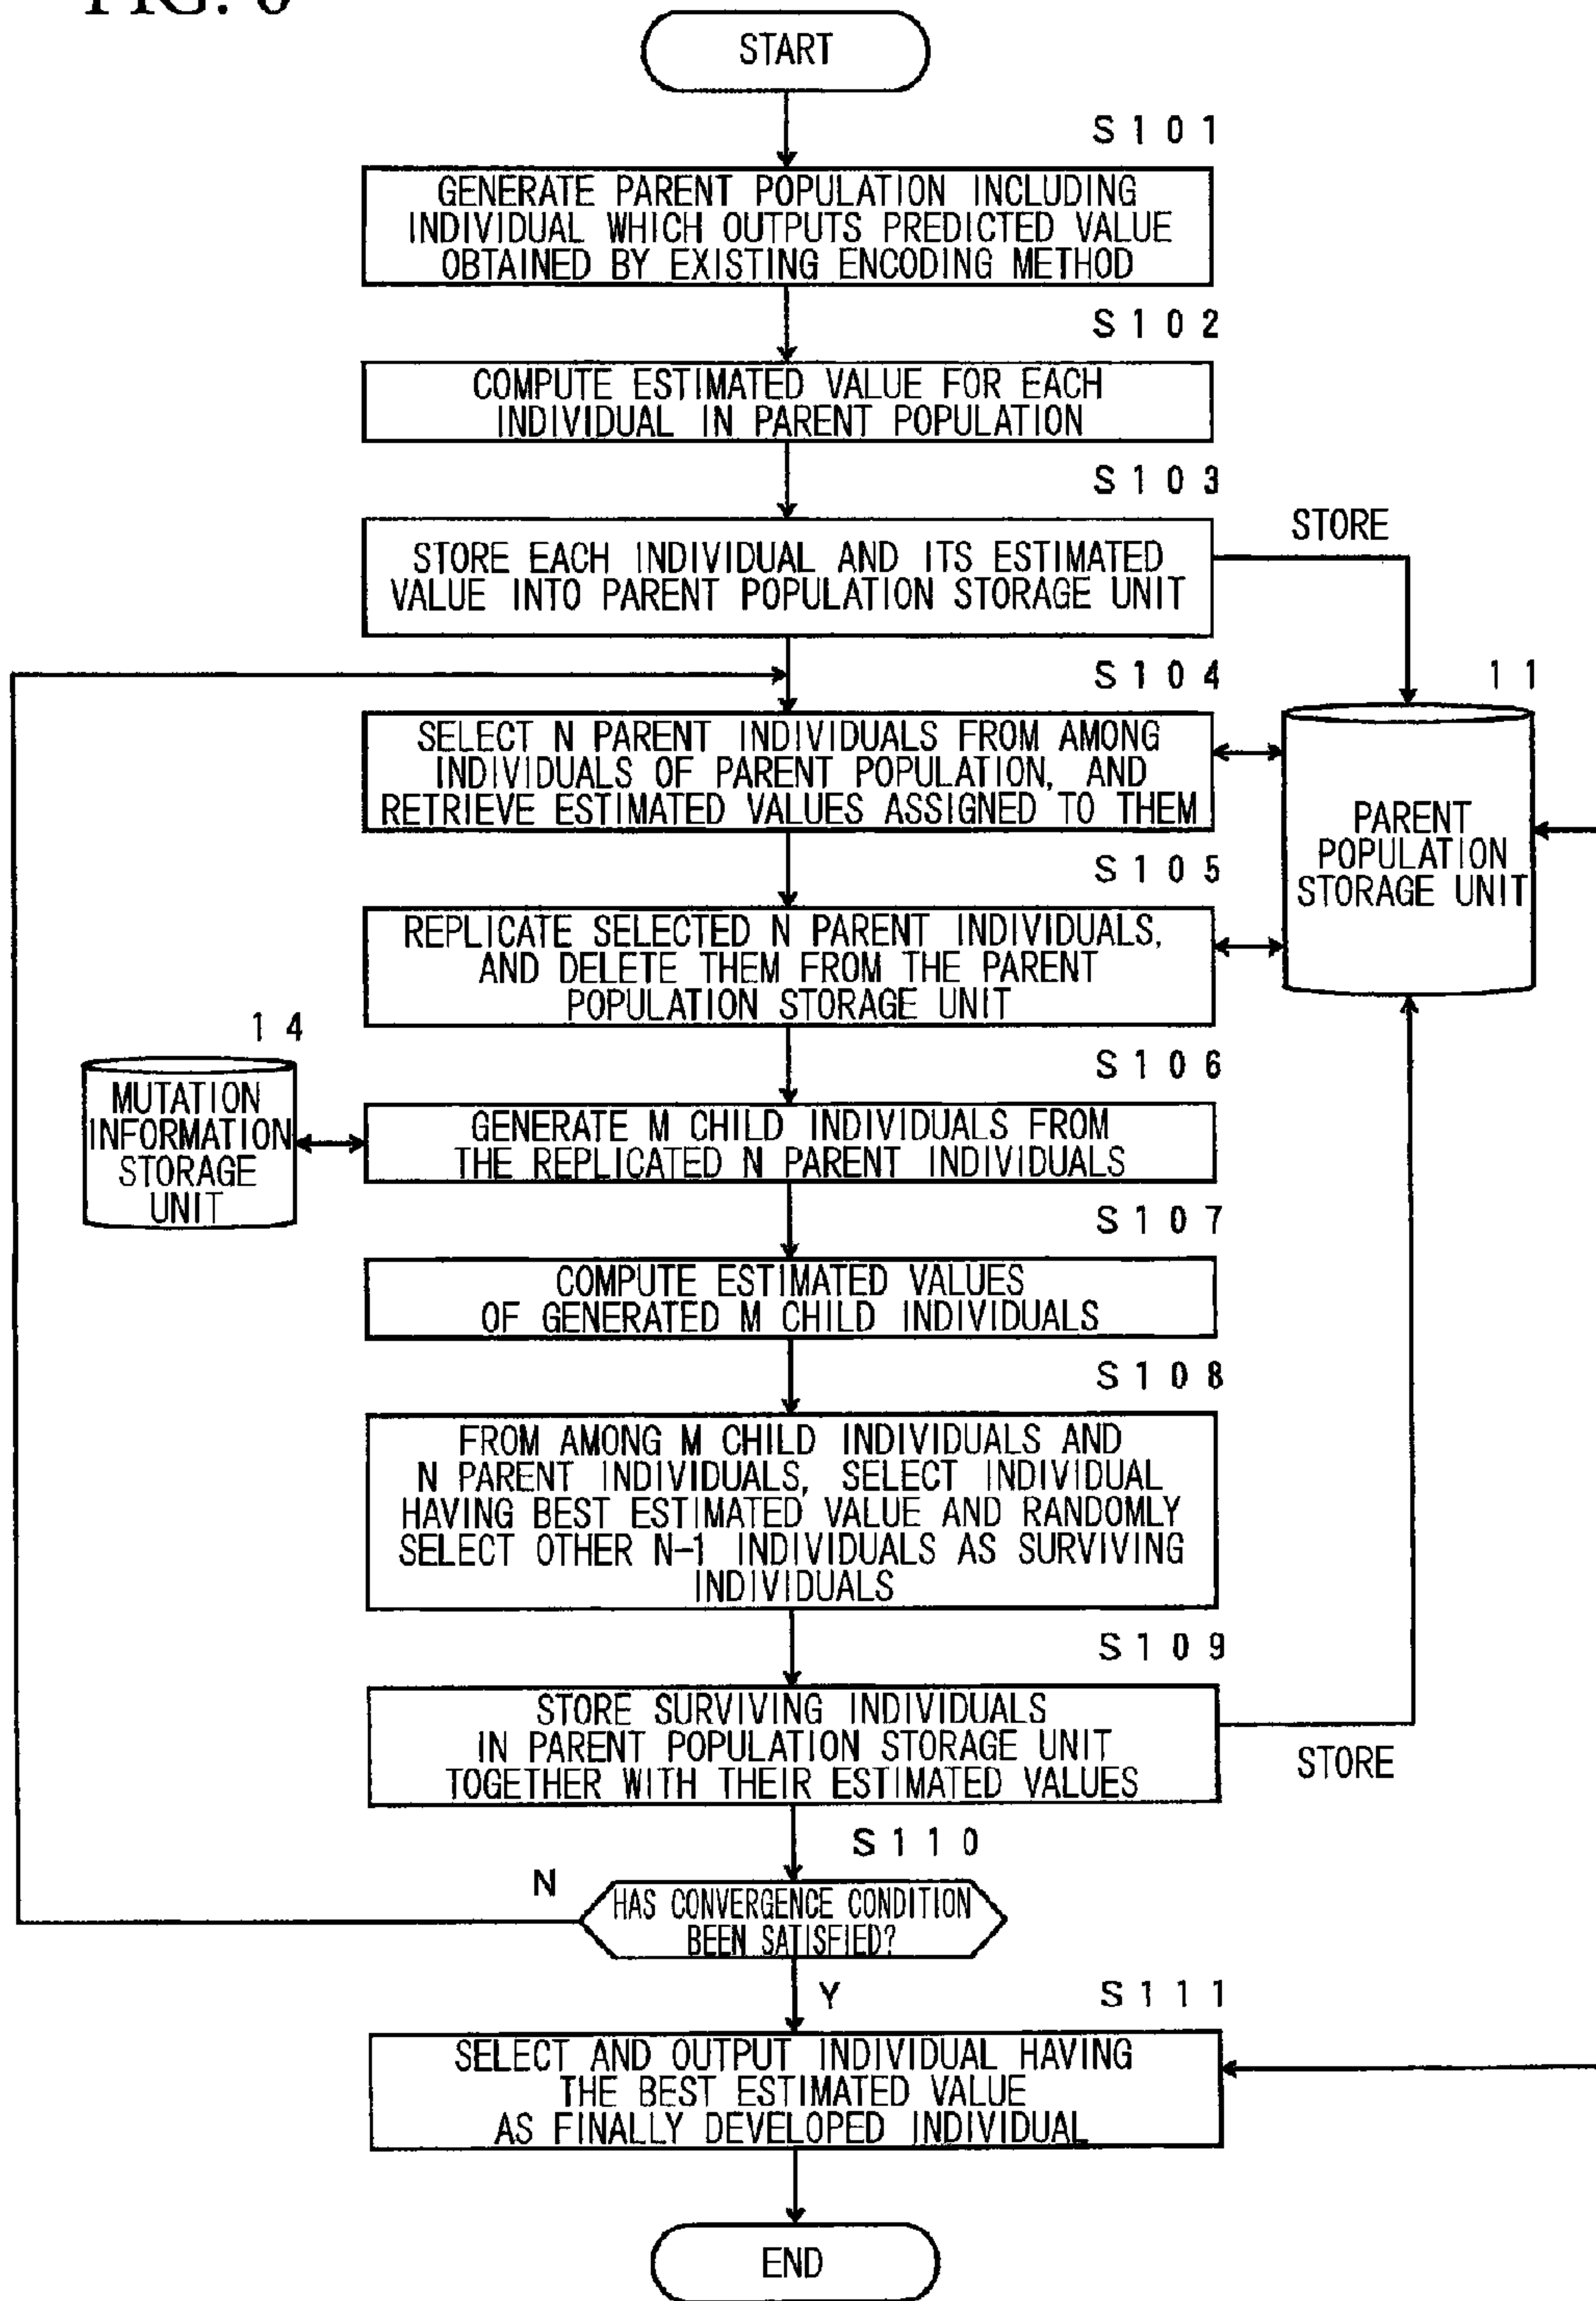 START
S101
GENERATE PARENT POPULATION INCLUDING
INDIVIDUAL WHICH OUTPUTS PREDICTED VALUE
OBTAINED BY EXISTING ENCODING METHOD
S102
COMPUTE ESTIMATED VALUE FOR EACH
INDIVIDUAL IN PARENT POPULATION
S103
STORE EACH INDIVIDUAL AND ITS ESTIMATED
VALUE INTO PARENT POPULATION STORAGE UNIT
STORE
S104
SELECT N PARENT INDIVIDUALS FROM AMONG
INDIVIDUALS OF PARENT POPULATION, AND
RETRIEVE ESTIMATED VALUES ASSIGNED TO THEM
11
PARENT
POPULATION
STORAGE UNIT
S105
REPLICATE SELECTED N PARENT INDIVIDUALS,
AND DELETE THEM FROM THE PARENT
POPULATION STORAGE UNIT
14
MUTATION
INFORMATION
STORAGE
UNIT
S106
GENERATE M CHILD INDIVIDUALS FROM
THE REPLICATED N PARENT INDIVIDUALS
S107
COMPUTE ESTIMATED VALUES
OF GENERATED M CHILD INDIVIDUALS
S108
FROM AMONG M CHILD INDIVIDUALS AND
N PARENT INDIVIDUALS, SELECT INDIVIDUAL
HAVING BEST ESTIMATED VALUE AND RANDOMLY
SELECT OTHER N-1 INDIVIDUALS AS SURVIVING
INDIVIDUALS
S109
STORE SURVIVING INDIVIDUALS
IN PARENT POPULATION STORAGE UNIT
TOGETHER WITH THEIR ESTIMATED VALUES
STORE
S110
N
HAS CONVERGENCE CONDITION
BEEN SATISFIED?
Y
S111
SELECT AND OUTPUT INDIVIDUAL HAVING
THE BEST ESTIMATED VALUE
AS FINALLY DEVELOPED INDIVIDUAL
END